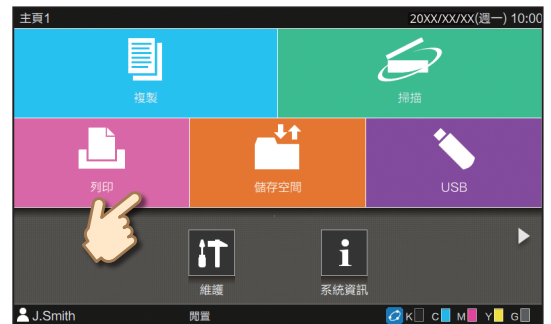 主頁1
20XX/XX/XX(週一) 10:00
複製
掃描
列印
儲存空間
USB
維護
系統資訊
J.Smith
閒置
K C M Y G